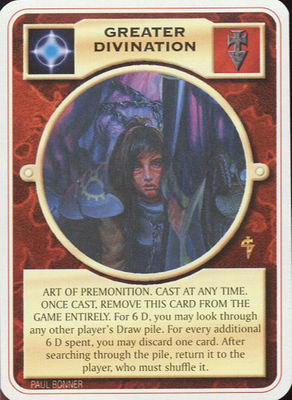 GREATER
DIVINATION
ART OF PREMONITION. CAST AT ANY TIME.
ONCE CAST, REMOVE THIS CARD FROM THE
GAME ENTIRELY. For 6 D, you may look through
any other player's Draw pile. For every additional
6 D spent, you may discard one card. After
searching through the pile, return it to the
player, who must shuffle it.
PAUL BONNER